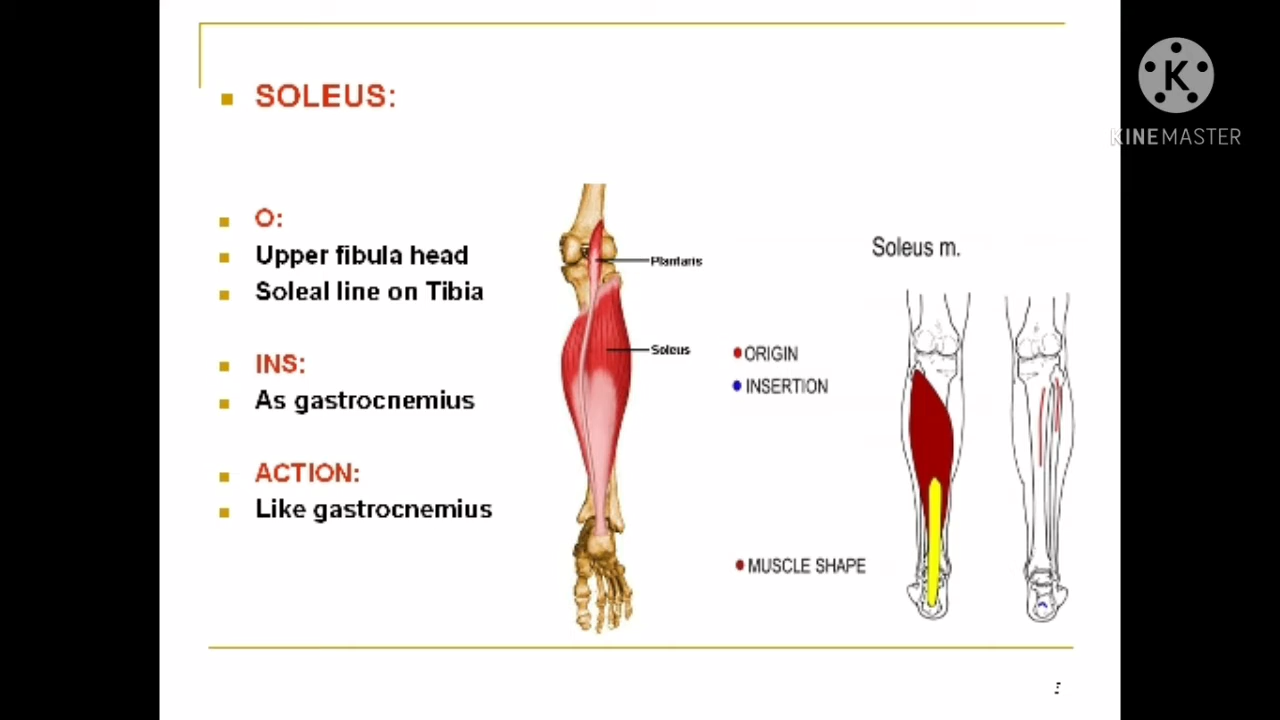 SOLEUS:
O:
Upper fibula head
Soleal line on Tibia
INS:
As gastrocnemius
ACTION:
Like gastrocnemius
Plantaris
Soleus
Soleus m.
ORIGIN
INSERTION
MUSCLE SHAPE
K
KINEMASTER